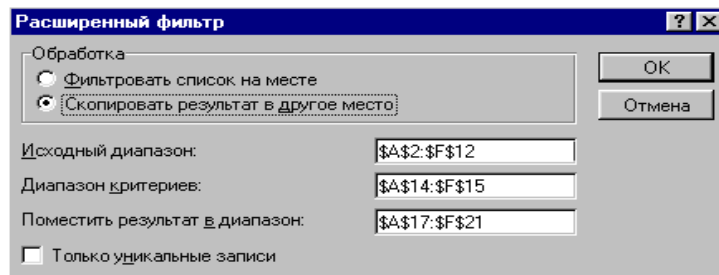 Расширенный фильтр
Обработка
Фильтровать список на месте
Скопировать результат в другое место
OK
Отмена
Исходный диапазон: $A$2:$F$12
Диапазон критериев: $A$14:$F$15
Поместить результат в диапазон: $A$17:$F$21
Только уникальные записи